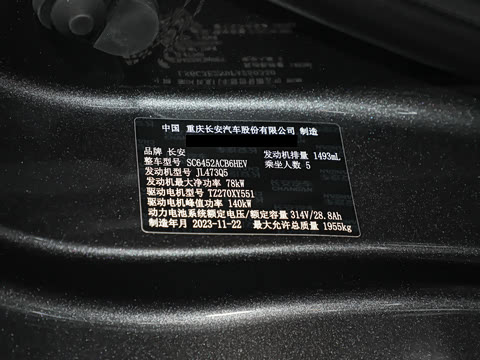 中国 重庆长安汽车股份有限公司 制造
品牌 长安 发动机排量 1493mL
整车型号 SC6452ACB6HEV 乘坐人数 5
发动机型号 JL473Q5
发动机最大净功率 78kW
驱动电机型号 TZ270XY551
驱动电机峰值功率 140kW
动力电池系统额定电压/额定容量 314V/28.8Ah
制造年月 2023-11-22 最大允许总质量 1955kg